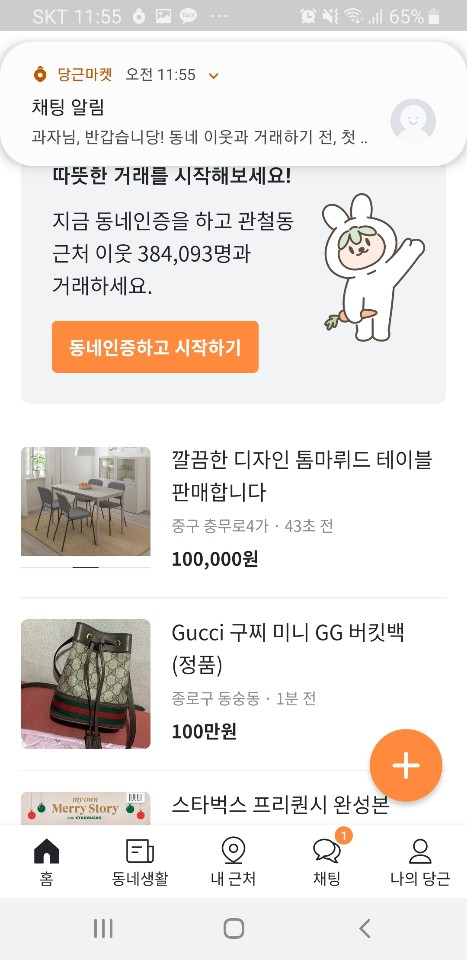 SKT 11:55
65%
당근마켓 오전 11:55
채팅 알림
과자님, 반갑습니당! 동네 이웃과 거래하기 전, 첫 ..
따뜻한 거래를 시작해보세요!
지금 동네인증을 하고 관철동
근처 이웃 384,093명과
거래하세요.
동네인증하고 시작하기
깔끔한 디자인 톰마뤼드 테이블
판매합니다
중구 충무로4가 · 43초 전
100,000원
Gucci 구찌 미니 GG 버킷백
(정품)
종로구 동숭동 · 1분 전
100만원
my own
Merry Story
with STARBUCKS
스타벅스 프리퀀시 완성본
1
홈
동네생활
내 근처
채팅
나의 당근